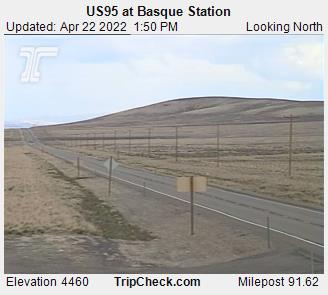 US95 at Basque Station
Updated: Apr 22 2022 1:50 PM Looking North
Elevation 4460 TripCheck.com Milepost 91.62